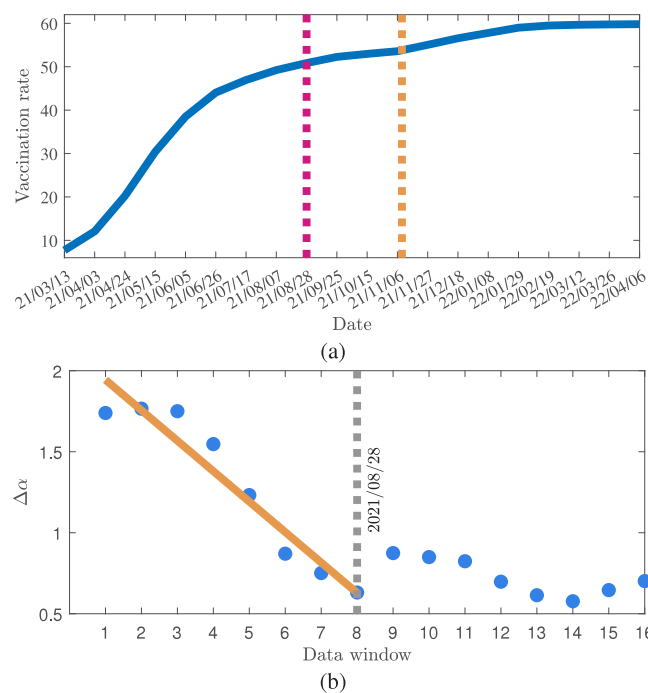 60
50
40
30
20
10
Vaccination rate
21/03/13 21/04/03 21/04/24 21/05/15 21/06/05 21/06/26 21/07/17 21/08/07 21/08/28 21/09/25 21/10/15 21/11/06 21/11/27 21/12/18 22/01/08 22/01/29 22/02/19 22/03/12 22/03/26 22/04/06
Date
(a)
2
1.5
1
0.5
Δα
2021/08/28
1 2 3 4 5 6 7 8 9 10 11 12 13 14 15 16
Data window
(b)